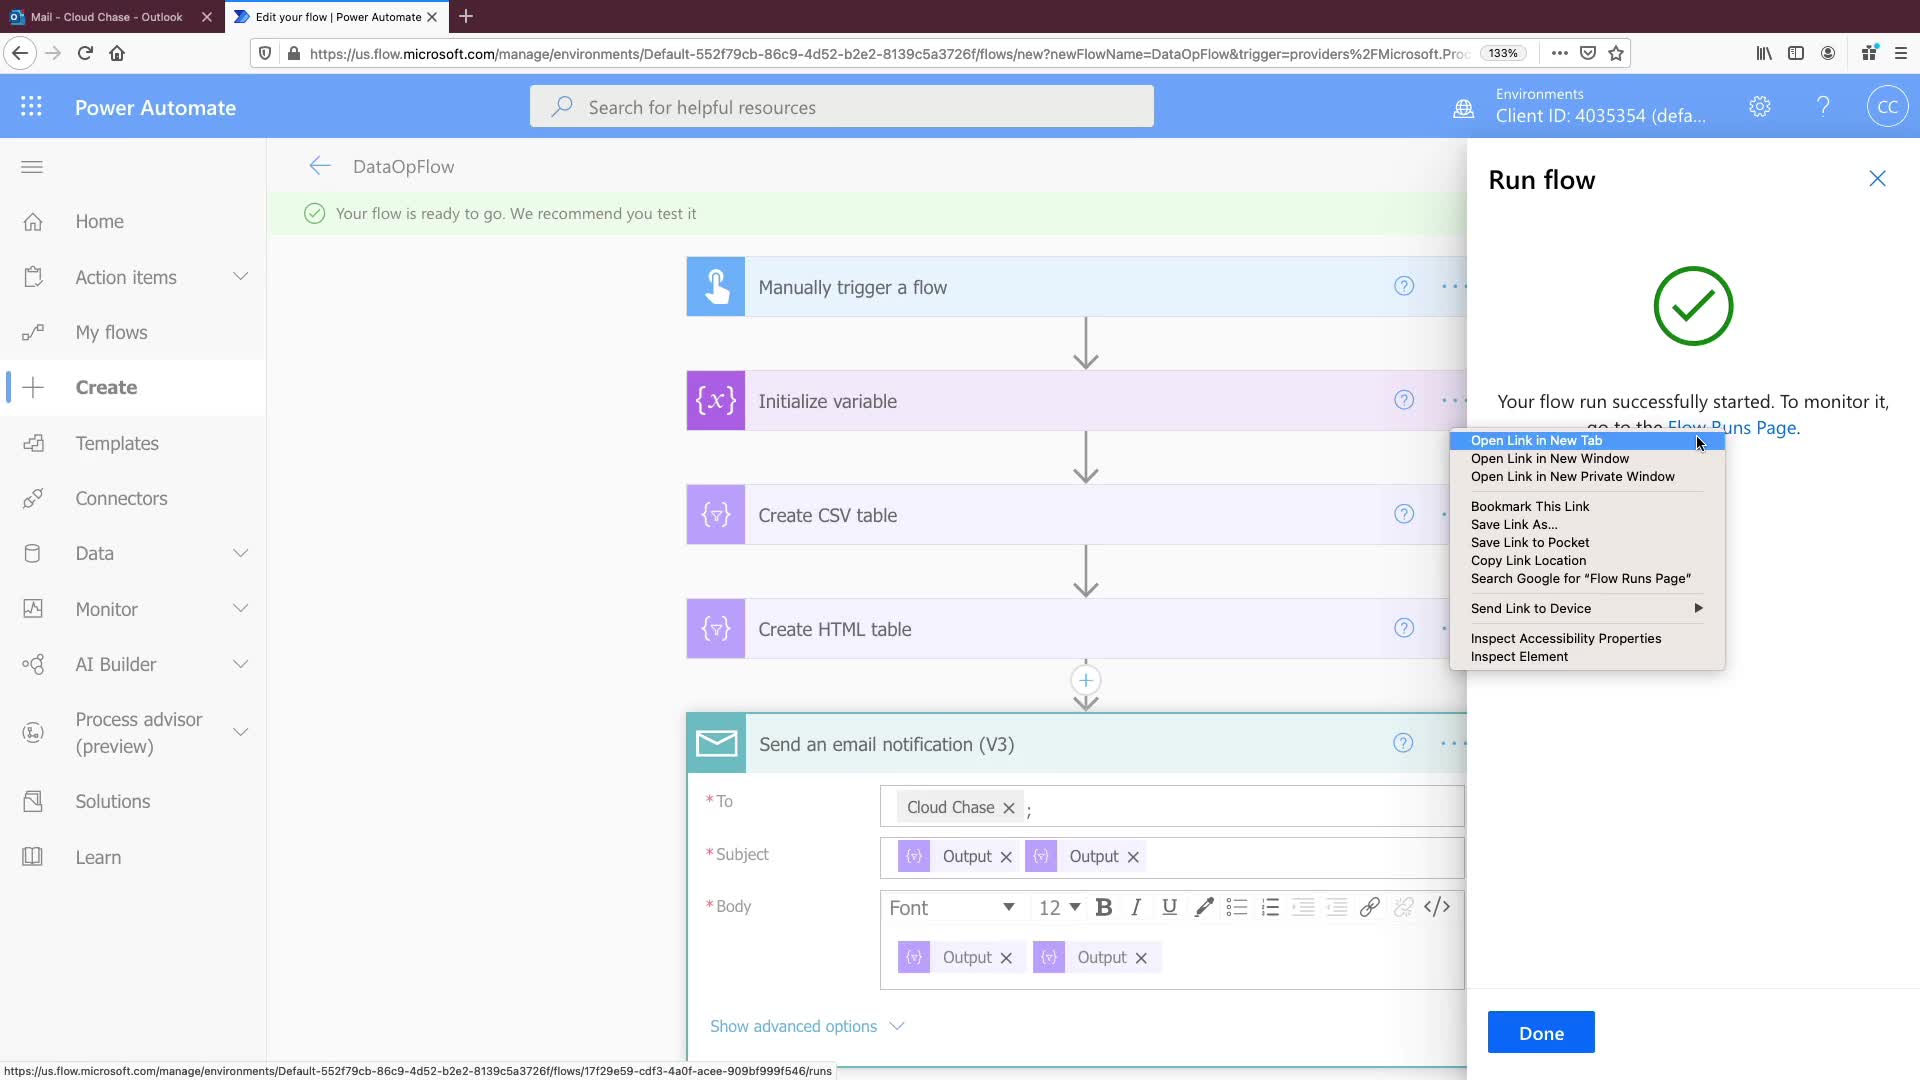 Mail - Cloud Chase - Outlook
Edit your flow | Power Automate
https://us.flow.microsoft.com/manage/environments/Default-552f79cb-86c9-4d52-b2e2-8139c5a3726f/flows/new?newFlowName=DataOpFlow&trigger=providers%2FMicrosoft.Proc
133%
Power Automate
Search for helpful resources
Environments
Client ID: 4035354 (defa...
CC
Home
Action items
My flows
Create
Templates
Connectors
Data
Monitor
AI Builder
Process advisor
(preview)
Solutions
Learn
DataOpFlow
Your flow is ready to go. We recommend you test it
Manually trigger a flow
Initialize variable
Create CSV table
Create HTML table
Send an email notification (V3)
* To
Cloud Chase ;
* Subject
Output Output
* Body
Font 12
Output Output
Show advanced options
Run flow
Your flow run successfully started. To monitor it,
go to the Flow Runs Page.
Open Link in New Tab
Open Link in New Window
Open Link in New Private Window
Bookmark This Link
Save Link As...
Save Link to Pocket
Copy Link Location
Search Google for “Flow Runs Page”
Send Link to Device
Inspect Accessibility Properties
Inspect Element
Done
https://us.flow.microsoft.com/manage/environments/Default-552f79cb-86c9-4d52-b2e2-8139c5a3726f/flows/17f29e59-cdf3-4a0f-acee-909bf999f546/runs